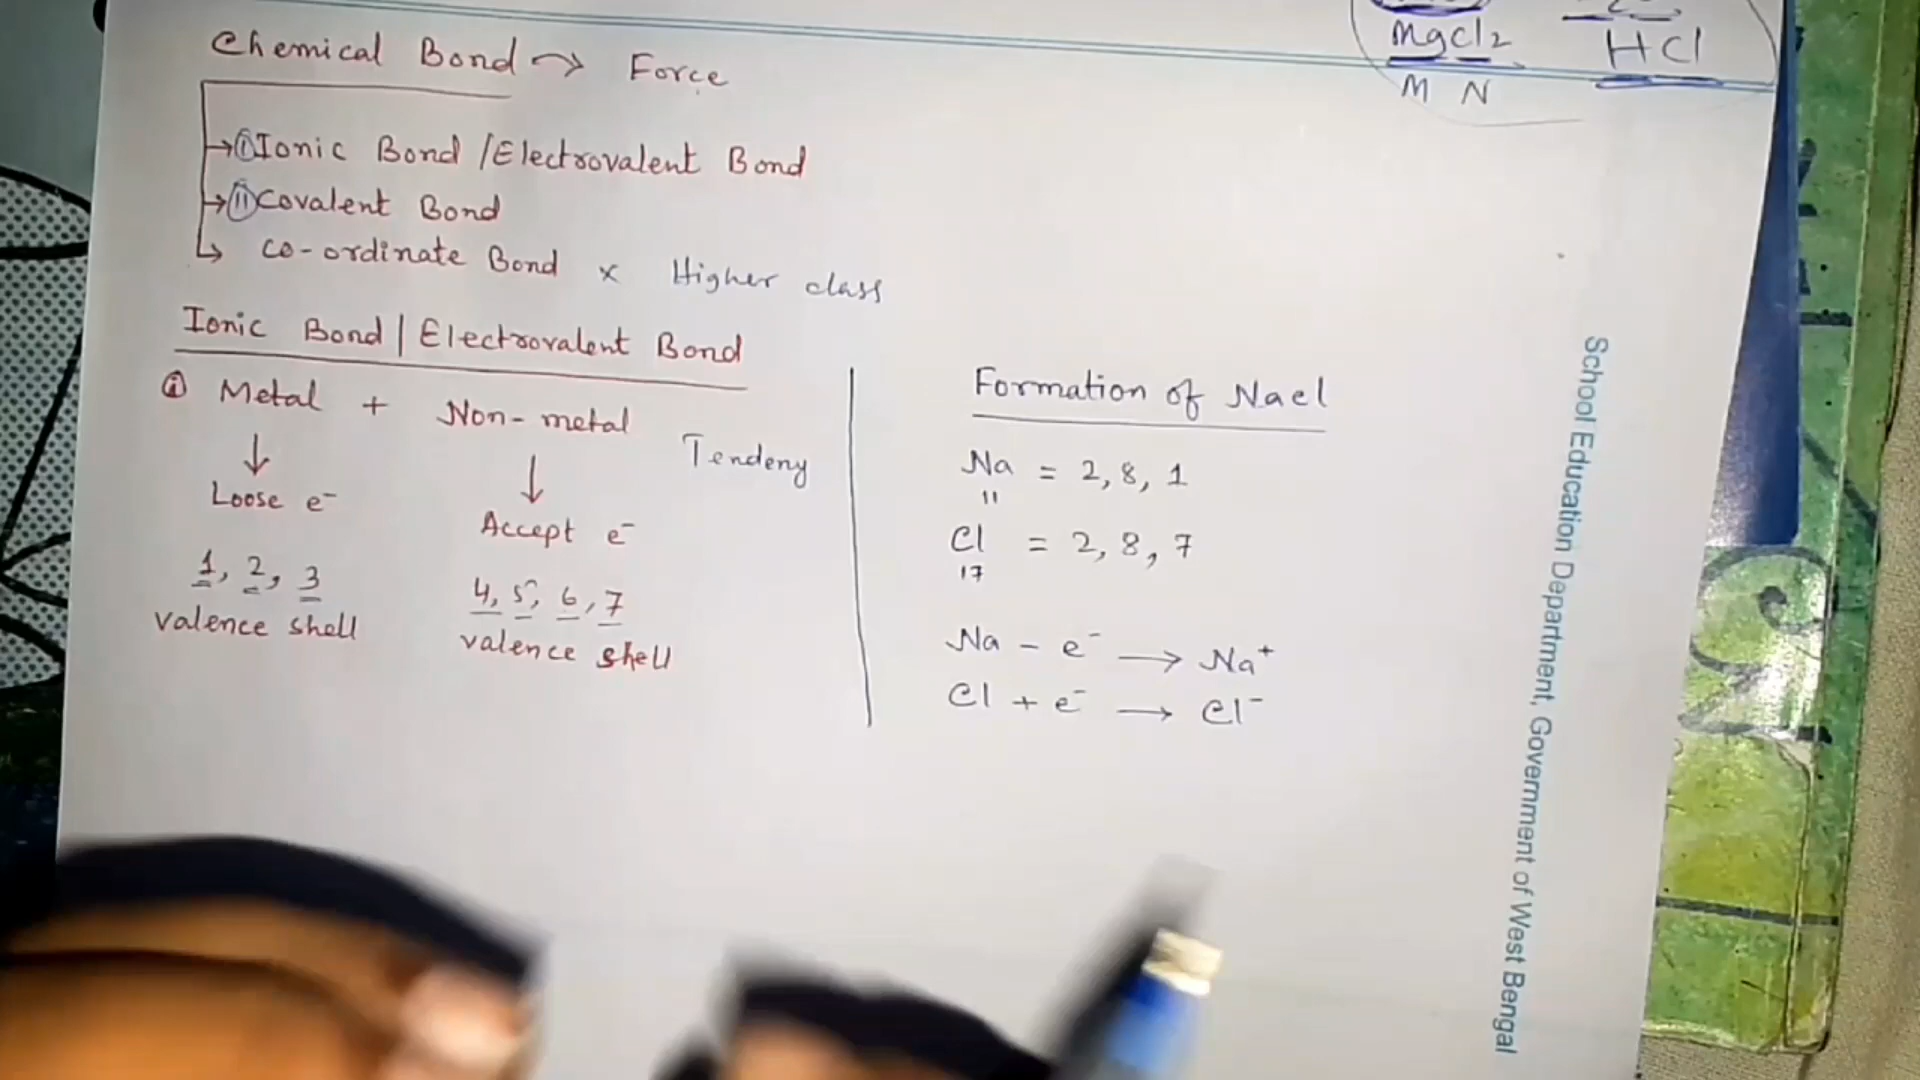 MgCl2 HCl
M N
Chemical Bond → Force
→ (i) Ionic Bond / Electrovalent Bond
→ (ii) Covalent Bond
↳ Co-ordinate Bond × Higher class
Ionic Bond | Electrovalent Bond
(i) Metal + Non-metal
Tendeny
↓ ↓
Loose e⁻ Accept e⁻
1, 2, 3 4, 5, 6, 7
valence shell valence shell
Formation of Nacl
Na = 2, 8, 1
11
Cl = 2, 8, 7
17
Na - e⁻ → Na⁺
Cl + e⁻ → Cl⁻
School Education Department, Government of West Bengal